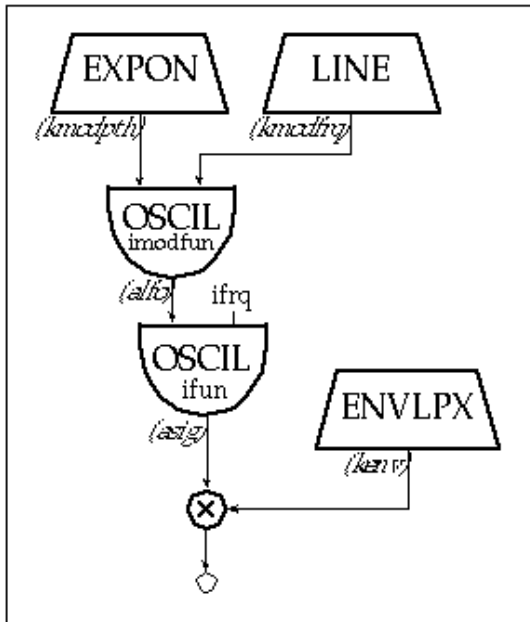 EXPON
LINE
(kmodpth)
(kmodfrq)
OSCIL
imodfun
(alfo)
ifrq
OSCIL
ifun
ENVLPX
(asig)
(kenv)